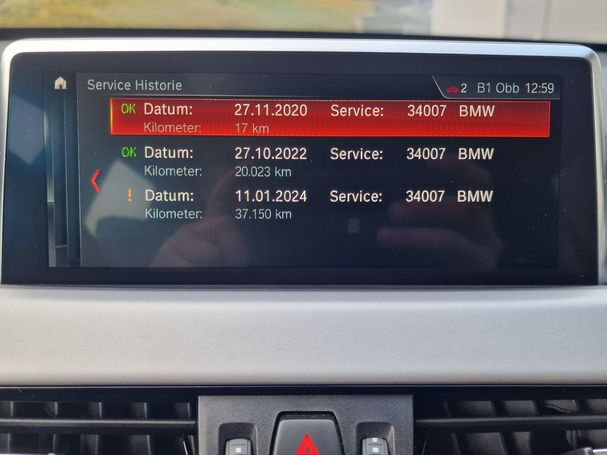 Service Historie 2 B1 Obb 12:59
OK Datum: 27.11.2020 Service: 34007 BMW
Kilometer: 17 km
OK Datum: 27.10.2022 Service: 34007 BMW
Kilometer: 20.023 km
! Datum: 11.01.2024 Service: 34007 BMW
Kilometer: 37.150 km